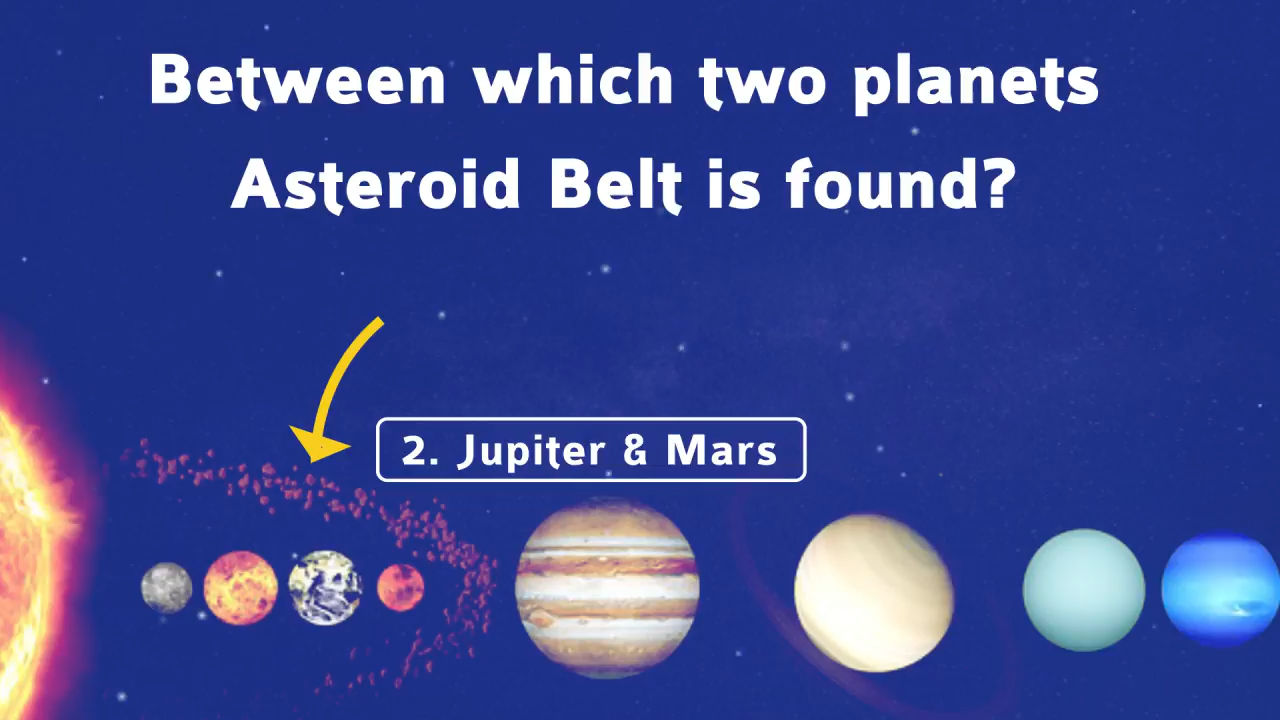 Between which two planets
Asteroid Belt is found?
2. Jupiter & Mars